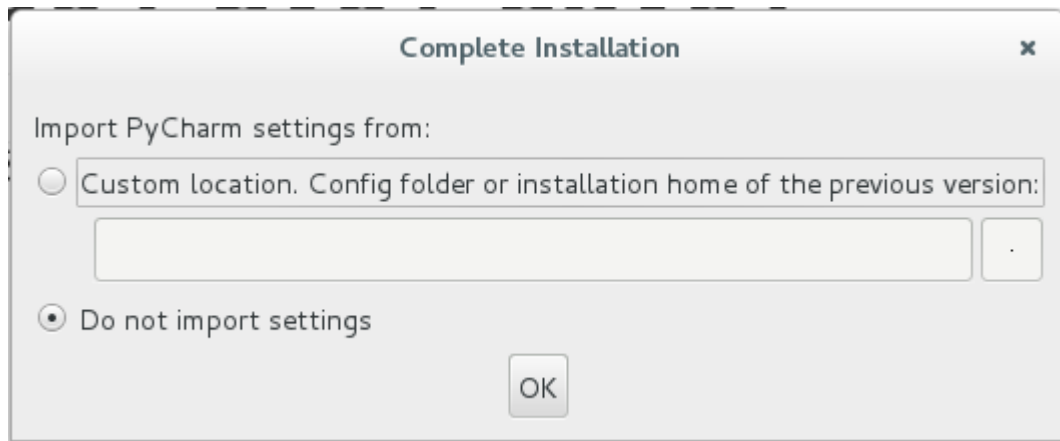 Complete Installation
Import PyCharm settings from:
Custom location. Config folder or installation home of the previous version:
.
Do not import settings
OK